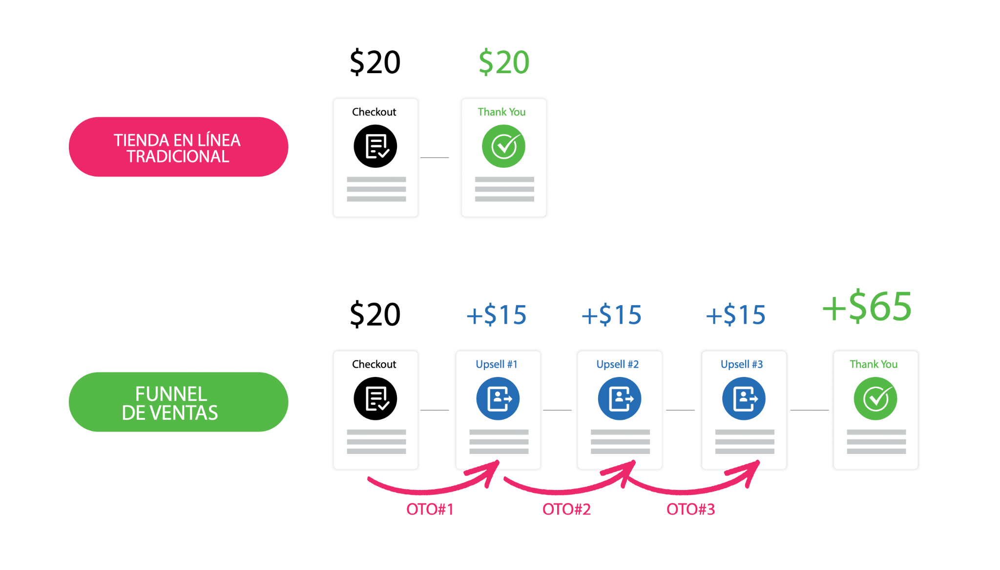 $20
$20
TIENDA EN LÍNEA
TRADICIONAL
Checkout
Thank You
$20
+$15
+$15
+$15
+$65
FUNNEL
DE VENTAS
Checkout
Upsell #1
Upsell #2
Upsell #3
Thank You
OTO#1
OTO#2
OTO#3